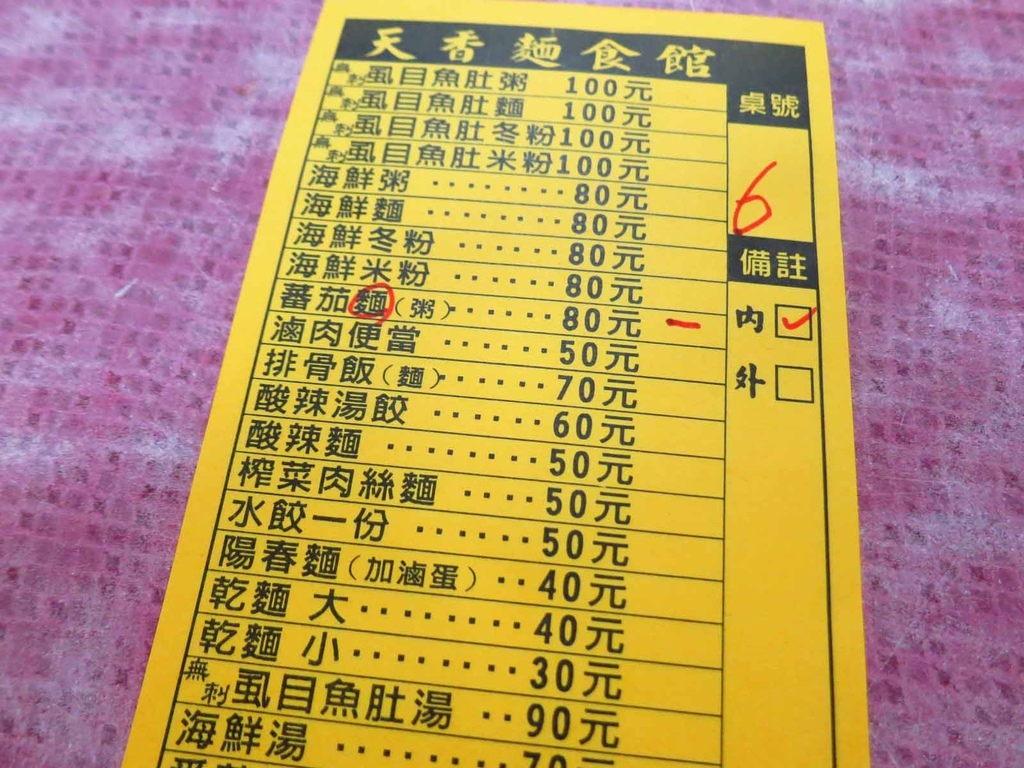 天香麵食館
無刺虱目魚肚粥 100元
無刺虱目魚肚麵 100元
無刺虱目魚肚冬粉100元
無刺虱目魚肚米粉100元
海鮮粥 ········80元
海鮮麵 ········80元
海鮮冬粉 ······80元
海鮮米粉 ······80元
蕃茄麵(粥)······80元 一
滷肉便當 ······50元
排骨飯(麵)······70元
酸辣湯餃 ······60元
酸辣麵 ········50元
榨菜肉絲麵 ····50元
水餃一份 ······50元
陽春麵(加滷蛋) ··40元
乾麵 大········40元
乾麵 小········30元
無刺虱目魚肚湯 ··90元
海鮮湯 ········70元
桌號
6
備註
內 ✓
外